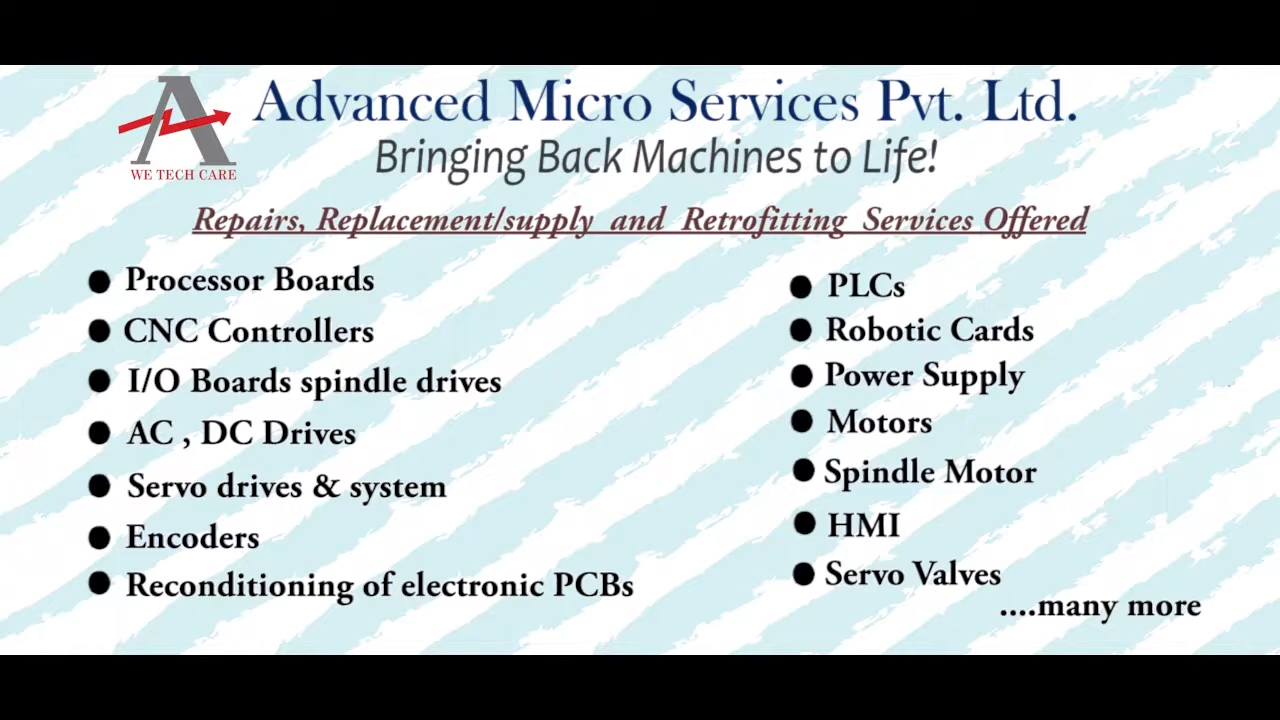 Advanced Micro Services Pvt. Ltd.
WE TECH CARE
Bringing Back Machines to Life!
Repairs, Replacement/supply and Retrofitting Services Offered
Processor Boards
CNC Controllers
I/O Boards spindle drives
AC , DC Drives
Servo drives & system
Encoders
Reconditioning of electronic PCBs
PLCs
Robotic Cards
Power Supply
Motors
Spindle Motor
HMI
Servo Valves
....many more